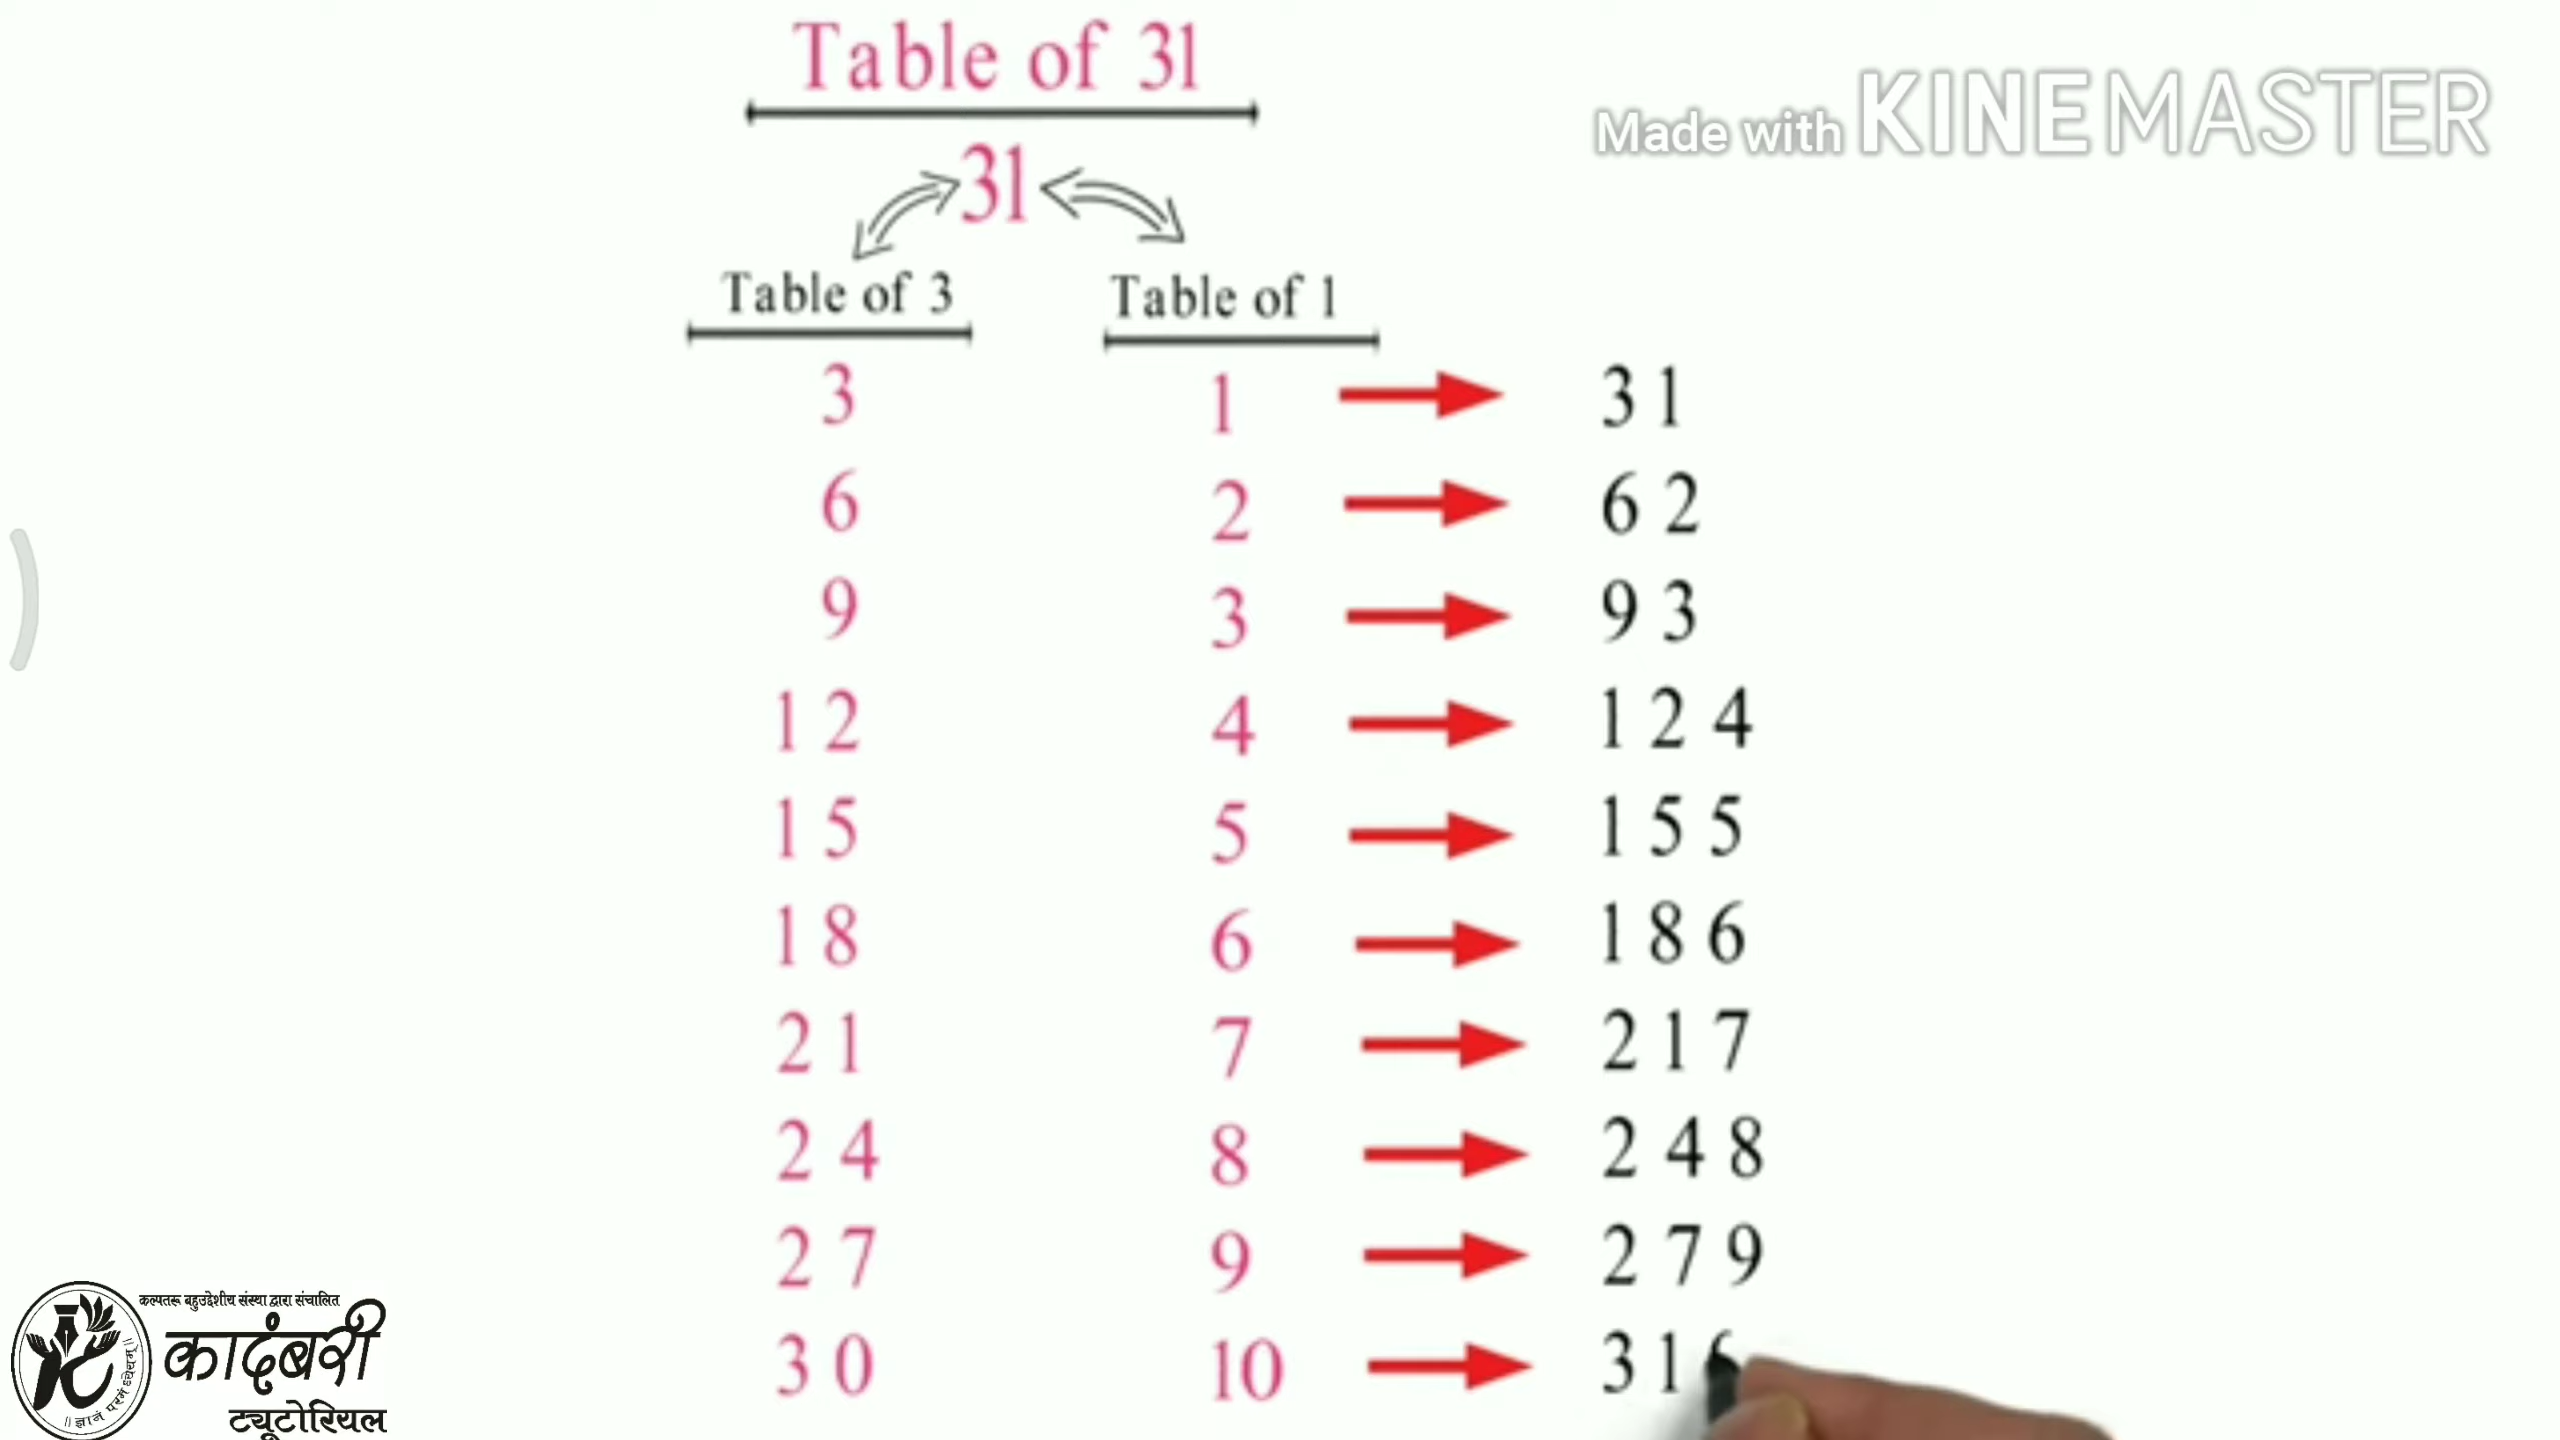 Table of 31
Made with KINEMASTER
31
Table of 3 Table of 1
3 1 31
6 2 62
9 3 93
12 4 124
15 5 155
18 6 186
21 7 217
24 8 248
27 9 279
30 10 31
कल्पतरू बहुउद्देशीय संस्था द्वारा संचालित
कादंबरी
ट्युटोरियल
॥ ज्ञानं परमं ध्येयम् ॥